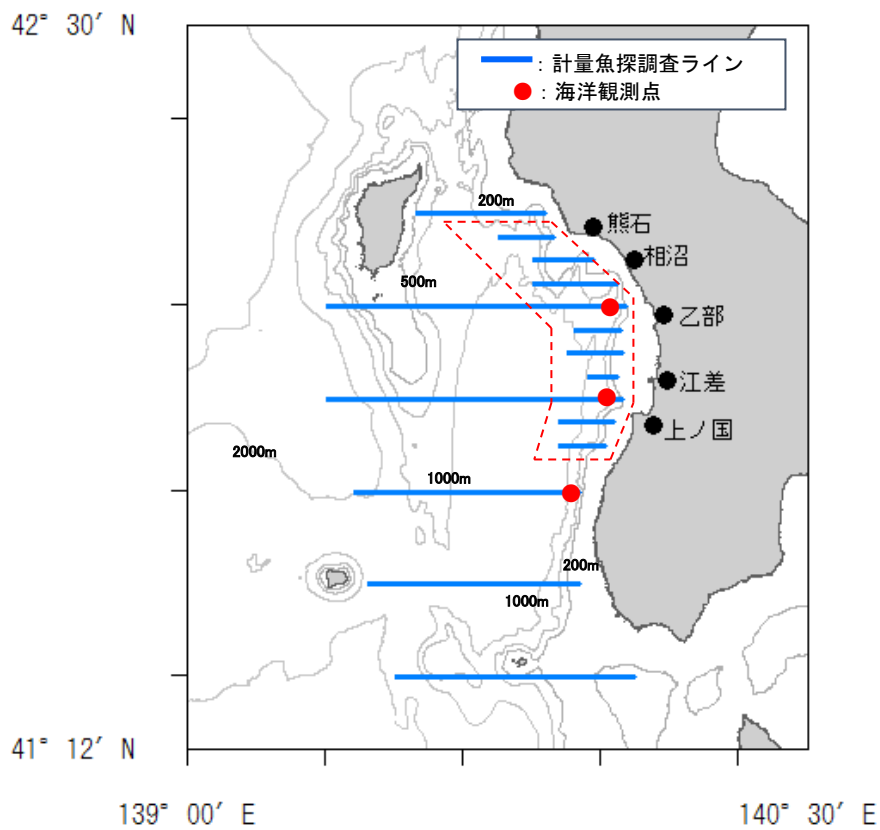 42° 30′ N
：計量魚探調査ライン
：海洋観測点
200m
熊石
相沼
500m
乙部
江差
上ノ国
2000m
1000m
200m
1000m
41° 12′ N
139° 00′ E
140° 30′ E